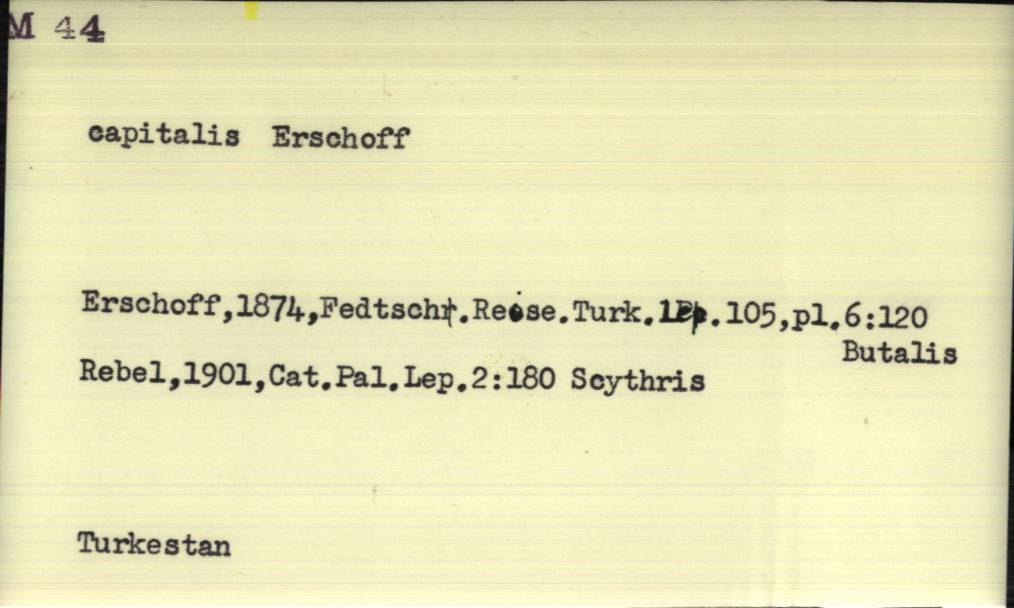 M 44
capitalis Erschoff
Erschoff,1874,Fedtscht.Reise.Turk.Lep.105,pl.6:120
Butalis
Rebel,1901,Cat.Pal.Lep.2:180 Scythris
Turkestan